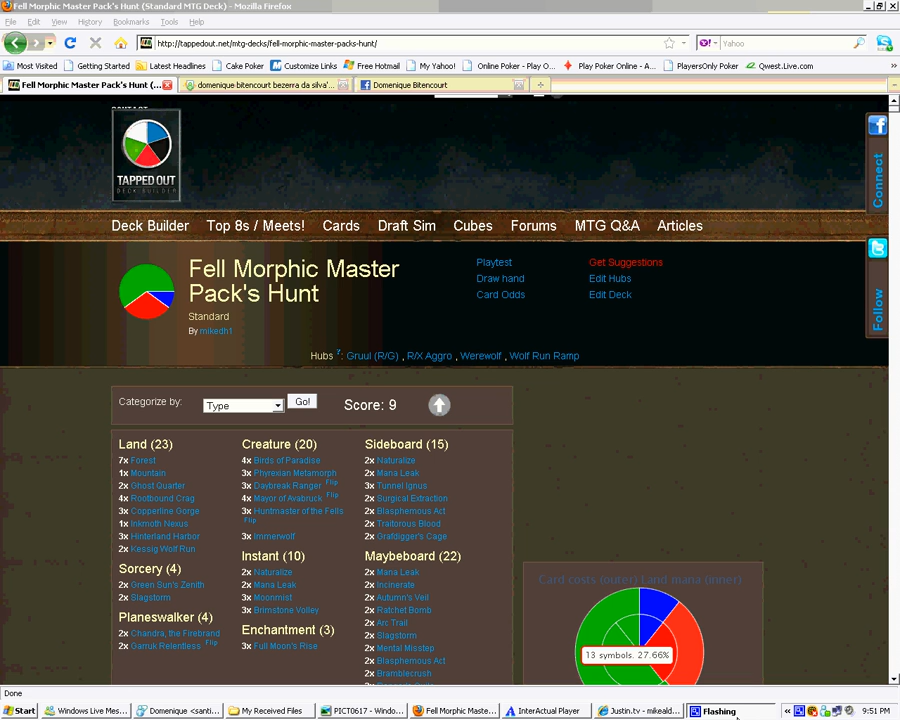 Fell Morphic Master Pack's Hunt (Standard MTG Deck) - Mozilla Firefox
File Edit View History Bookmarks Tools Help
http://tappedout.net/mtg-decks/fell-morphic-master-packs-hunt/
Yahoo
Most Visited Getting Started Latest Headlines Cake Poker Customize Links Free Hotmail My Yahoo! Online Poker - Play O... Play Poker Online - A... PlayersOnly Poker Qwest.Live.com
Fell Morphic Master Pack's Hunt (... domenique bitencourt bezerra da silva'... Domenique Bitencourt
TAPPED OUT
DECK BUILDER
Connect
Deck Builder Top 8s / Meets! Cards Draft Sim Cubes Forums MTG Q&A Articles
Follow
Fell Morphic Master
Pack's Hunt
Standard
By mikedh1
Playtest Get Suggestions
Draw hand Edit Hubs
Card Odds Edit Deck
Hubs ?: Gruul (R/G) , R/X Aggro , Werewolf , Wolf Run Ramp
Categorize by: Type Go! Score: 9
Land (23)
7x Forest
1x Mountain
2x Ghost Quarter
4x Rootbound Crag
3x Copperline Gorge
1x Inkmoth Nexus
3x Hinterland Harbor
2x Kessig Wolf Run
Sorcery (4)
2x Green Sun's Zenith
2x Slagstorm
Planeswalker (4)
2x Chandra, the Firebrand
2x Garruk Relentless Flip
Creature (20)
4x Birds of Paradise
3x Phyrexian Metamorph
3x Daybreak Ranger Flip
4x Mayor of Avabruck Flip
3x Huntmaster of the Fells
Flip
3x Immerwolf
Instant (10)
2x Naturalize
2x Mana Leak
3x Moonmist
3x Brimstone Volley
Enchantment (3)
3x Full Moon's Rise
Sideboard (15)
2x Naturalize
2x Mana Leak
3x Tunnel Ignus
2x Surgical Extraction
2x Blasphemous Act
2x Traitorous Blood
2x Grafdigger's Cage
Maybeboard (22)
2x Mana Leak
2x Incinerate
2x Autumn's Veil
2x Ratchet Bomb
2x Arc Trail
2x Slagstorm
2x Mental Misstep
2x Blasphemous Act
2x Bramblecrush
Card costs (outer) Land mana (inner)
13 symbols. 27.66%
Done
Start Windows Live Mes... Domenique <santi... My Received Files PICT0617 - Windo... Fell Morphic Maste... InterActual Player Justin.tv - mikeald... Flashing 9:51 PM